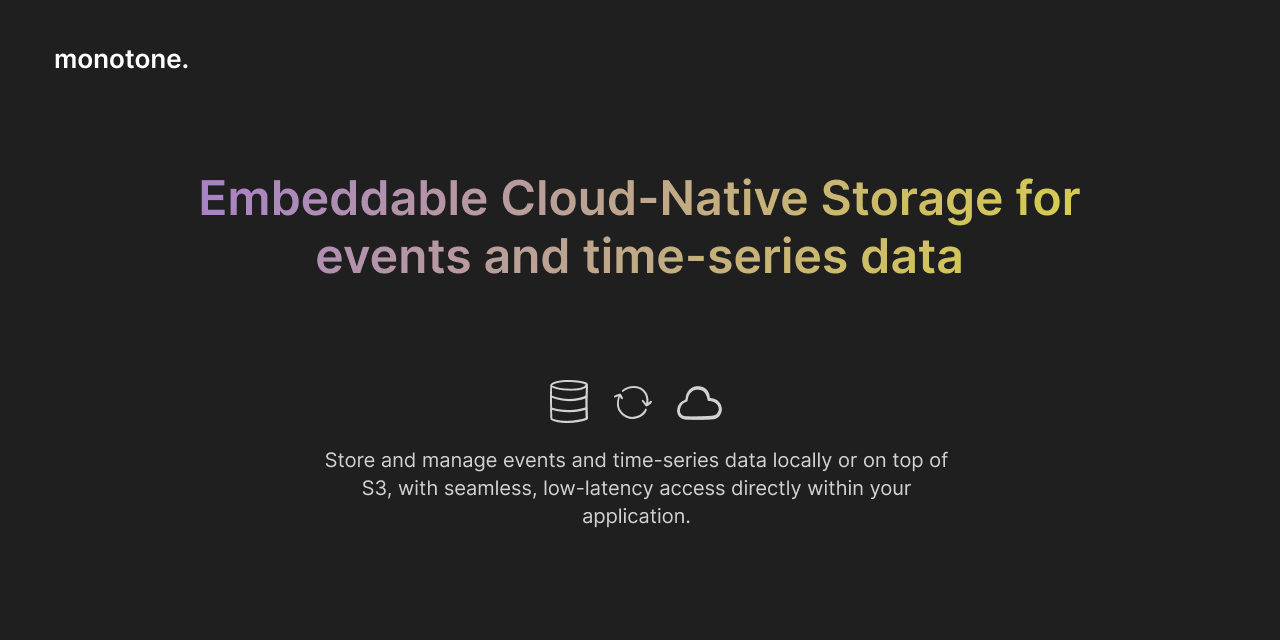 monotone.
Embeddable Cloud-Native Storage for
events and time-series data
Store and manage events and time-series data locally or on top of
S3, with seamless, low-latency access directly within your
application.